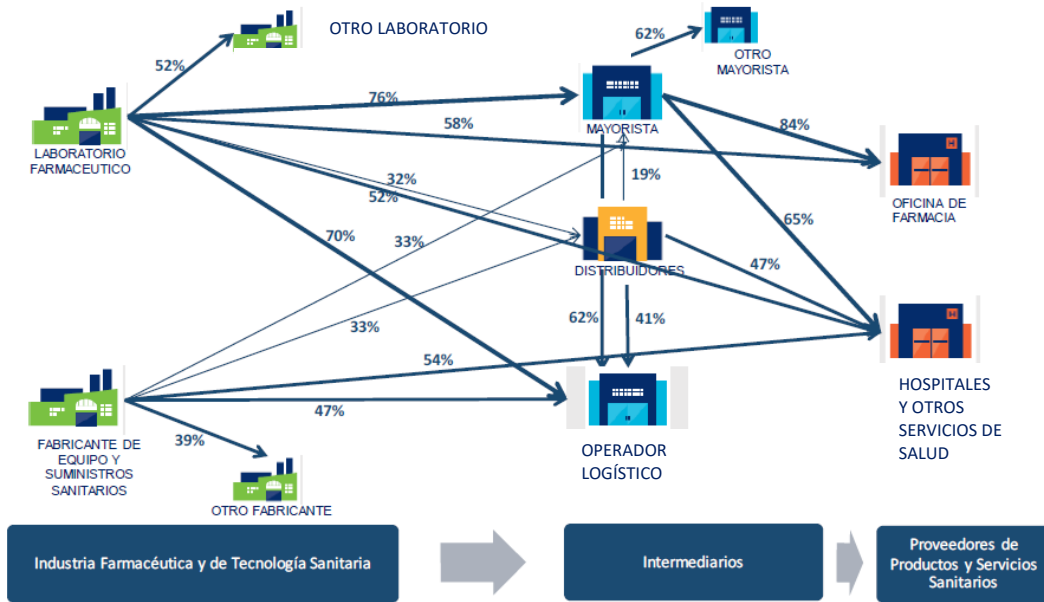 OTRO LABORATORIO
62%
OTRO
MAYORISTA
52%
76%
MAYORISTA
58%
84%
LABORATORIO
FARMACEUTICO
32%
52%
19%
OFICINA DE
FARMACIA
65%
70%
33%
DISTRIBUIDORES
47%
33%
62%
41%
54%
47%
HOSPITALES
Y OTROS
SERVICIOS DE
SALUD
39%
FABRICANTE DE
EQUIPO Y
SUMINISTROS
SANITARIOS
OPERADOR
LOGÍSTICO
OTRO FABRICANTE
Industria Farmacéutica y de Tecnología Sanitaria
Intermediarios
Proveedores de
Productos y Servicios
Sanitarios